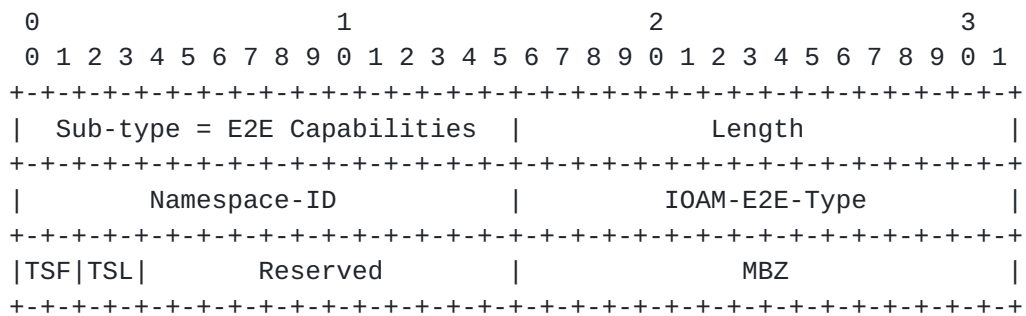 0                   1                   2                   3
 0 1 2 3 4 5 6 7 8 9 0 1 2 3 4 5 6 7 8 9 0 1 2 3 4 5 6 7 8 9 0 1
+-+-+-+-+-+-+-+-+-+-+-+-+-+-+-+-+-+-+-+-+-+-+-+-+-+-+-+-+-+-+-+-+
|  Sub-type = E2E Capabilities  |            Length             |
+-+-+-+-+-+-+-+-+-+-+-+-+-+-+-+-+-+-+-+-+-+-+-+-+-+-+-+-+-+-+-+-+
|        Namespace-ID           |         IOAM-E2E-Type         |
+-+-+-+-+-+-+-+-+-+-+-+-+-+-+-+-+-+-+-+-+-+-+-+-+-+-+-+-+-+-+-+-+
|TSF|TSL|       Reserved        |              MBZ              |
+-+-+-+-+-+-+-+-+-+-+-+-+-+-+-+-+-+-+-+-+-+-+-+-+-+-+-+-+-+-+-+-+